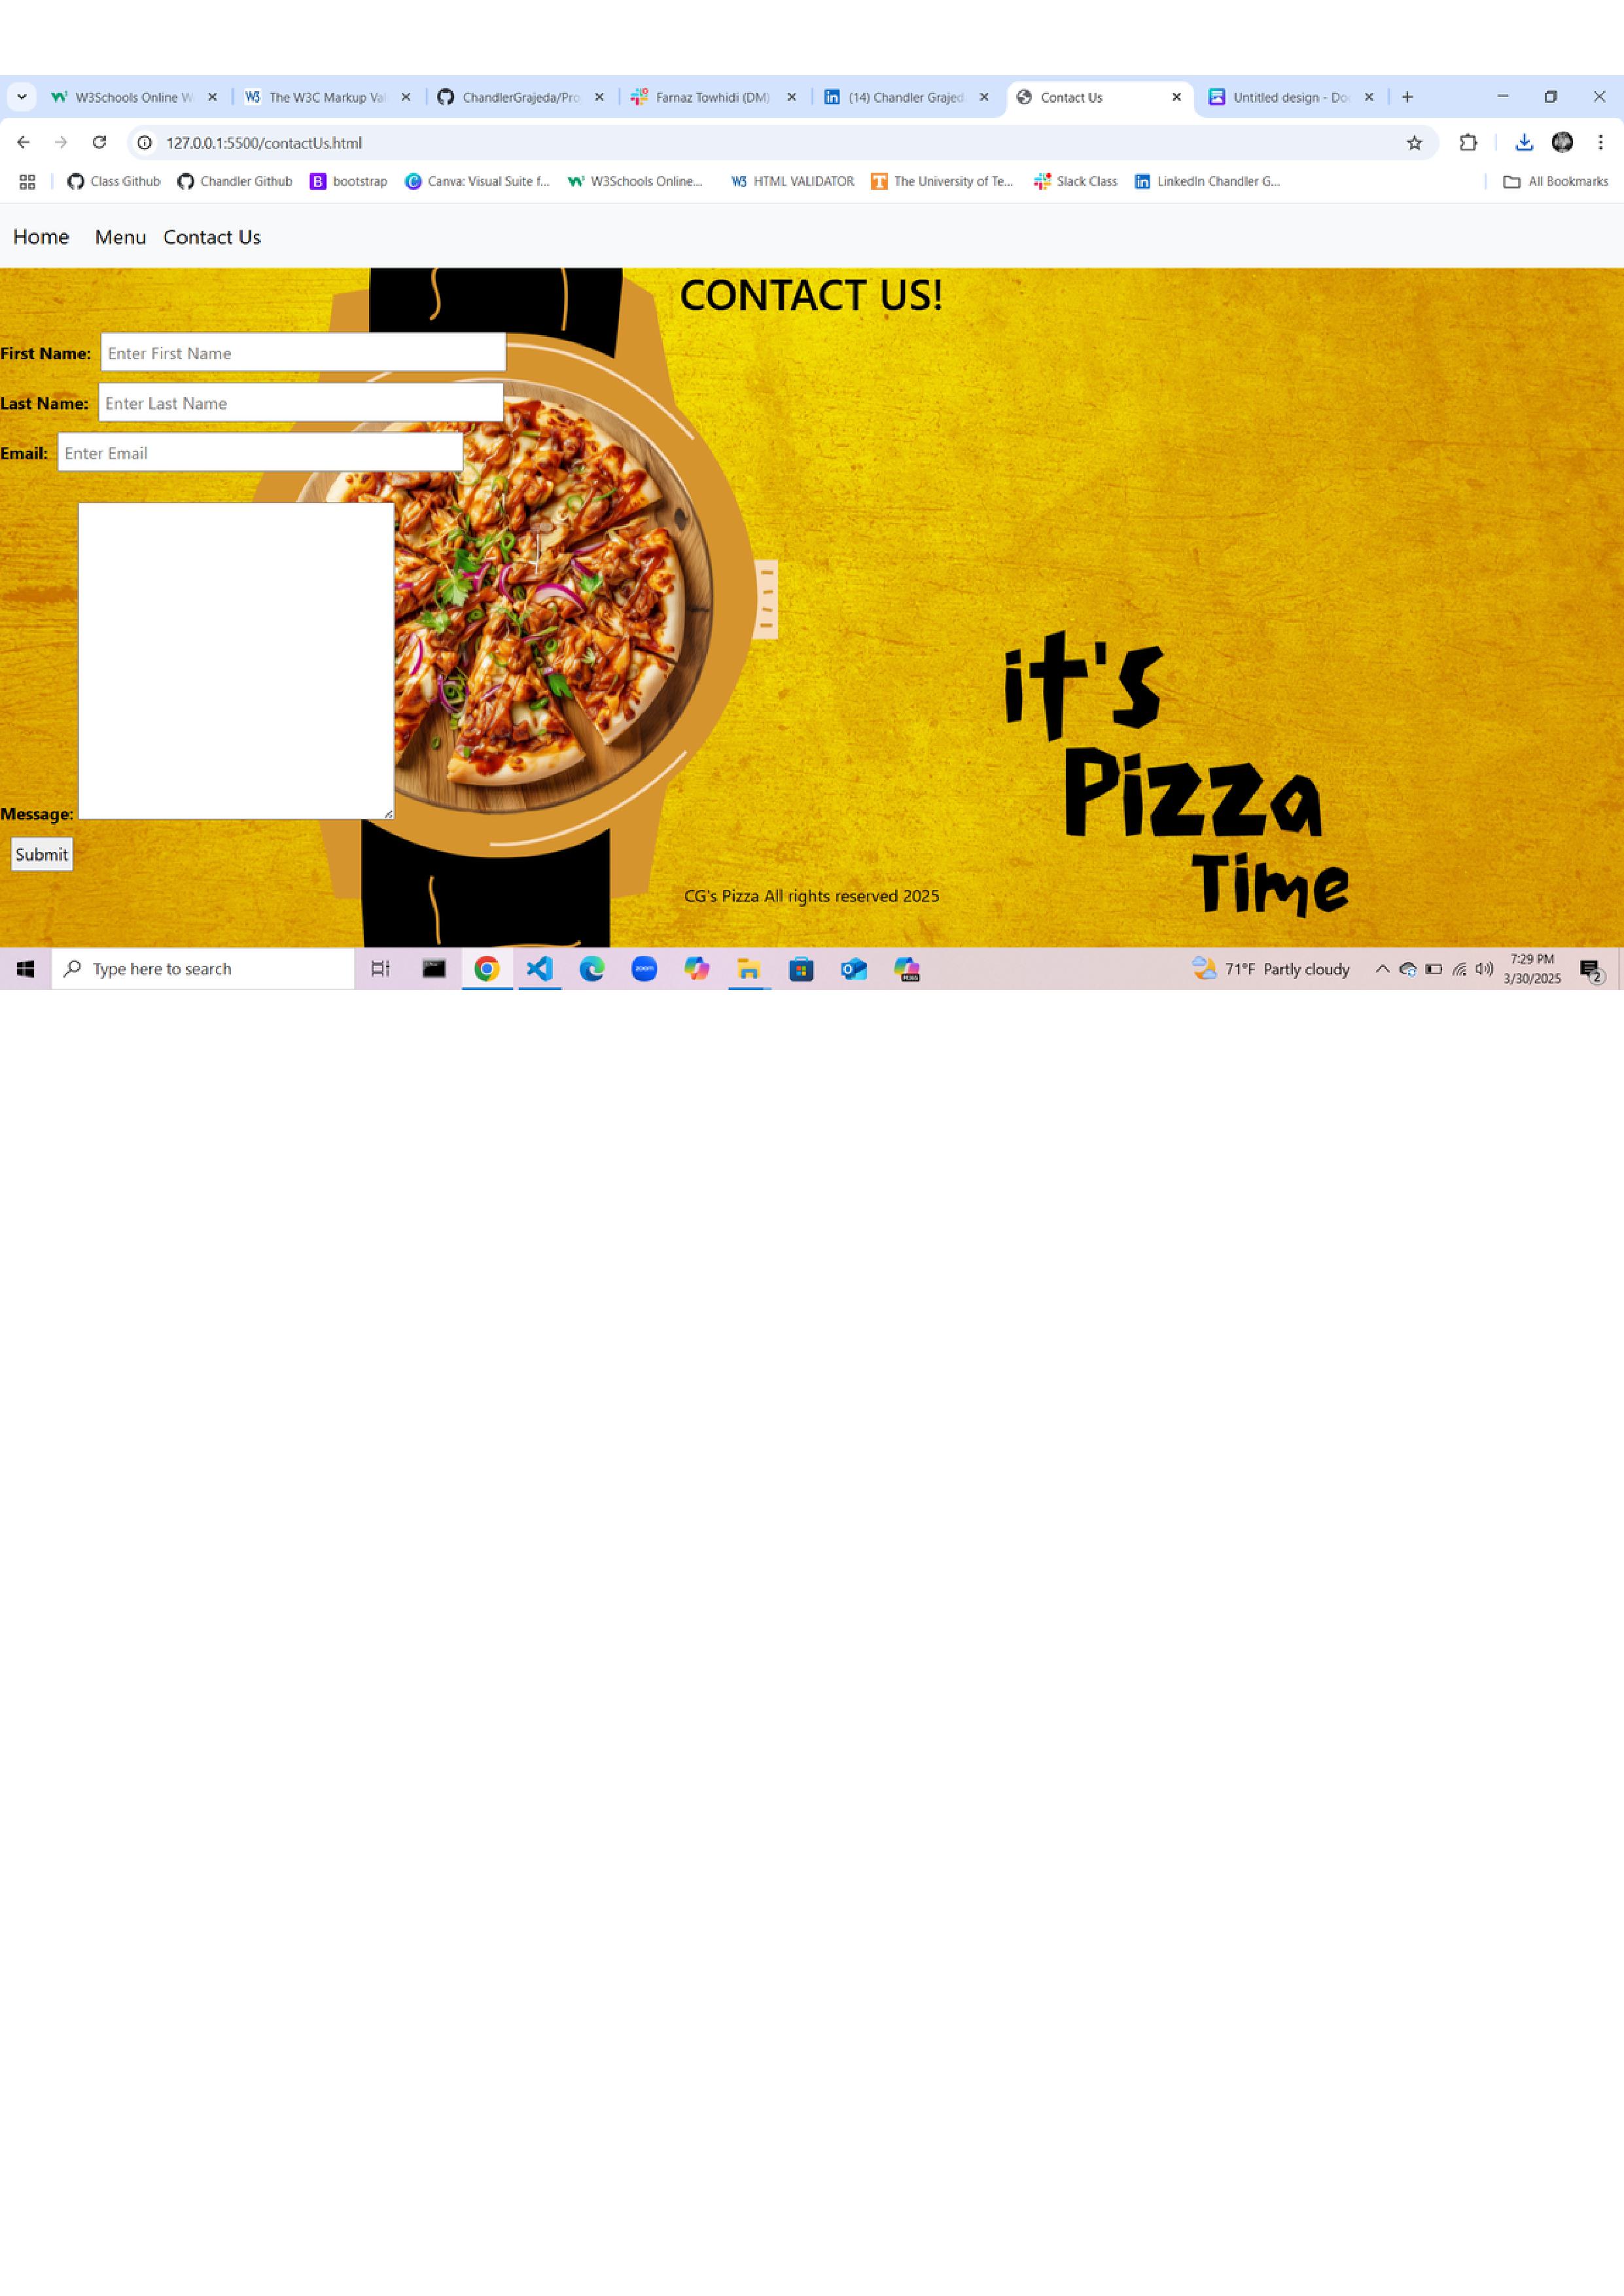 W3Schools Online W
The W3C Markup Val
ChandlerGrajeda/Pro
Farnaz Towhidi (DM)
(14) Chandler Grajed
Contact Us
Untitled design - Doc
127.0.0.1:5500/contactUs.html
Class Github
Chandler Github
bootstrap
Canva: Visual Suite f...
W3Schools Online...
HTML VALIDATOR
The University of Te...
Slack Class
LinkedIn Chandler G...
All Bookmarks
Home Menu Contact Us
CONTACT US!
First Name: Enter First Name
Last Name: Enter Last Name
Email: Enter Email
Message:
Submit
it's
Pizza
Time
CG's Pizza All rights reserved 2025
Type here to search
zoom
71°F Partly cloudy
7:29 PM
3/30/2025
2